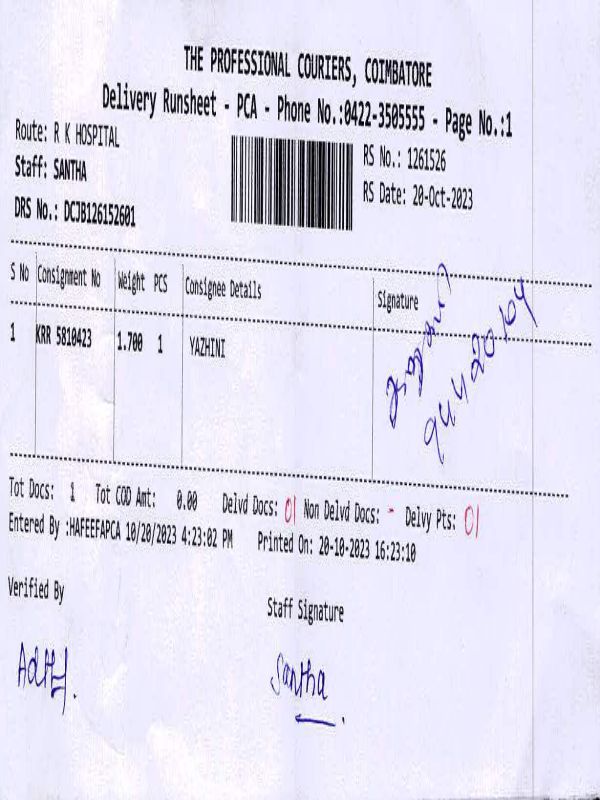 THE PROFESSIONAL COURIERS, COIMBATORE
Delivery Runsheet - PCA - Phone No.:0422-3505555 - Page No.:1
Route: R K HOSPITAL
RS No.: 1261526
Staff: SANTHA
RS Date: 20-Oct-2023
DRS No.: DCJB126152601
S No Consignment No Weight PCS Consignee Details Signature
1 KRR 5810423 1.700 1 YAZHINI
Tot Docs: 1 Tot COD Amt: 0.00 Delvd Docs: 01 Non Delvd Docs: - Delvy Pts: 01
Entered By :HAFEEFAPCA 10/20/2023 4:23:02 PM Printed On: 20-10-2023 16:23:10
Verified By
Staff Signature
Santha